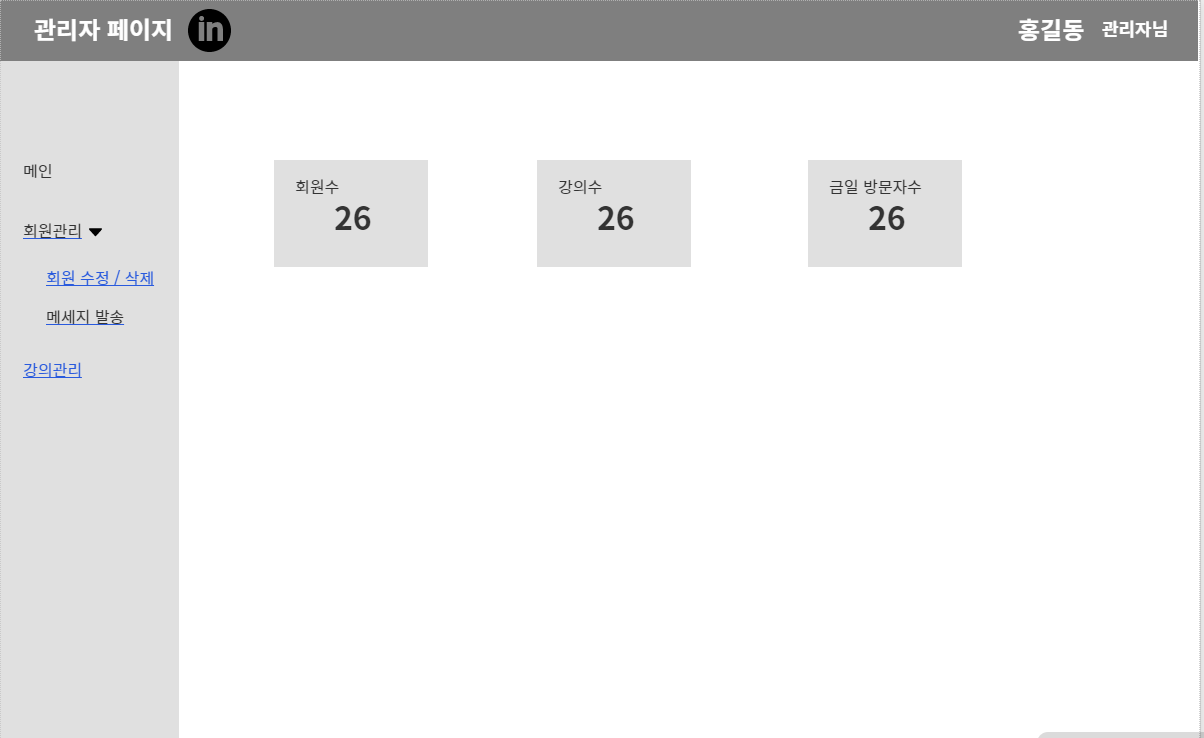 관리자 페이지 in 홍길동 관리자님
메인
회원관리
회원 수정 / 삭제
메세지 발송
강의관리
회원수
26
강의수
26
금일 방문자수
26